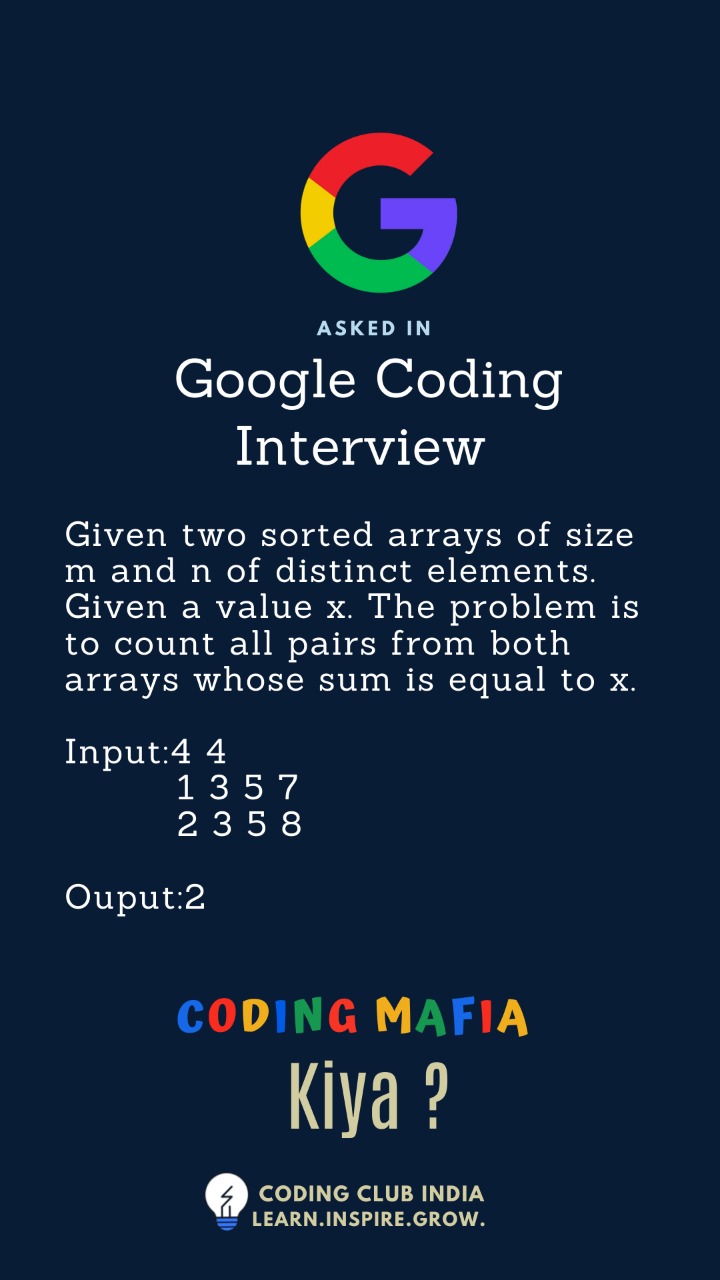 ASKED IN
Google Coding
Interview
Given two sorted arrays of size
m and n of distinct elements.
Given a value x. The problem is
to count all pairs from both
arrays whose sum is equal to x.
Input:4 4
1 3 5 7
2 3 5 8
Ouput:2
CODING MAFIA
Kiya ?
CODING CLUB INDIA
LEARN.INSPIRE.GROW.